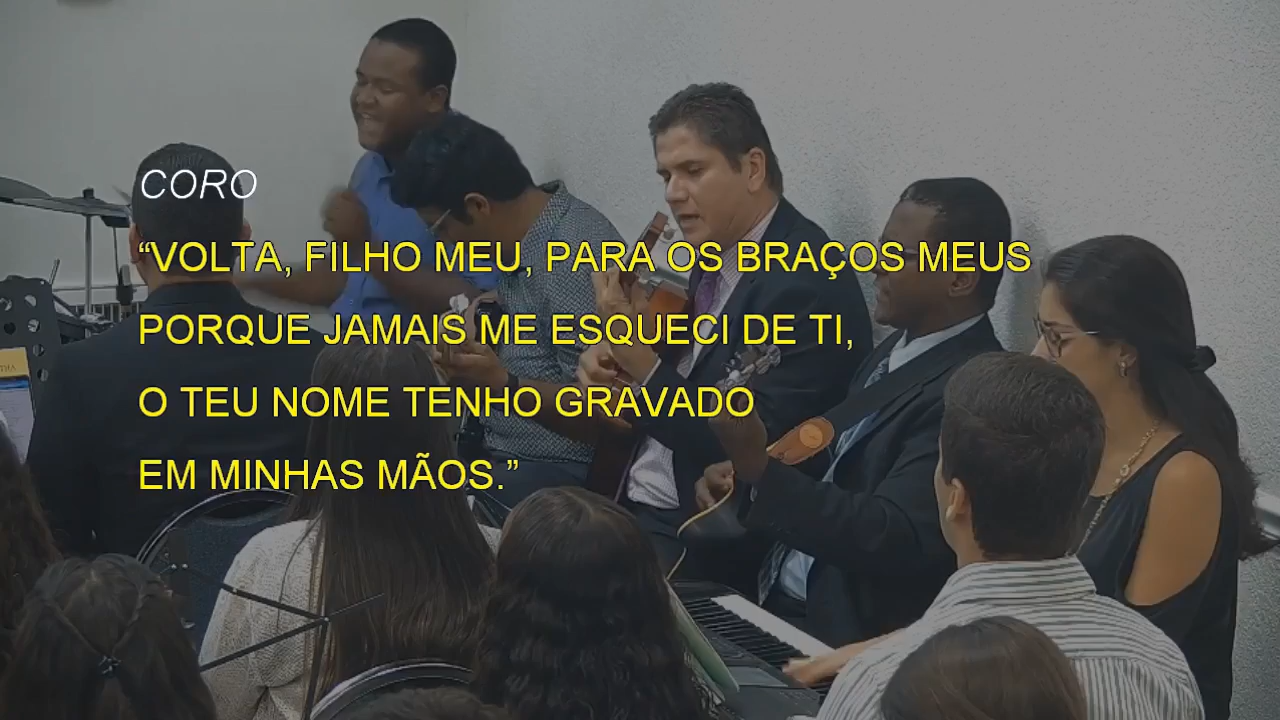 CORO
“VOLTA, FILHO MEU, PARA OS BRAÇOS MEUS
PORQUE JAMAIS ME ESQUECI DE TI,
O TEU NOME TENHO GRAVADO
EM MINHAS MÃOS.”